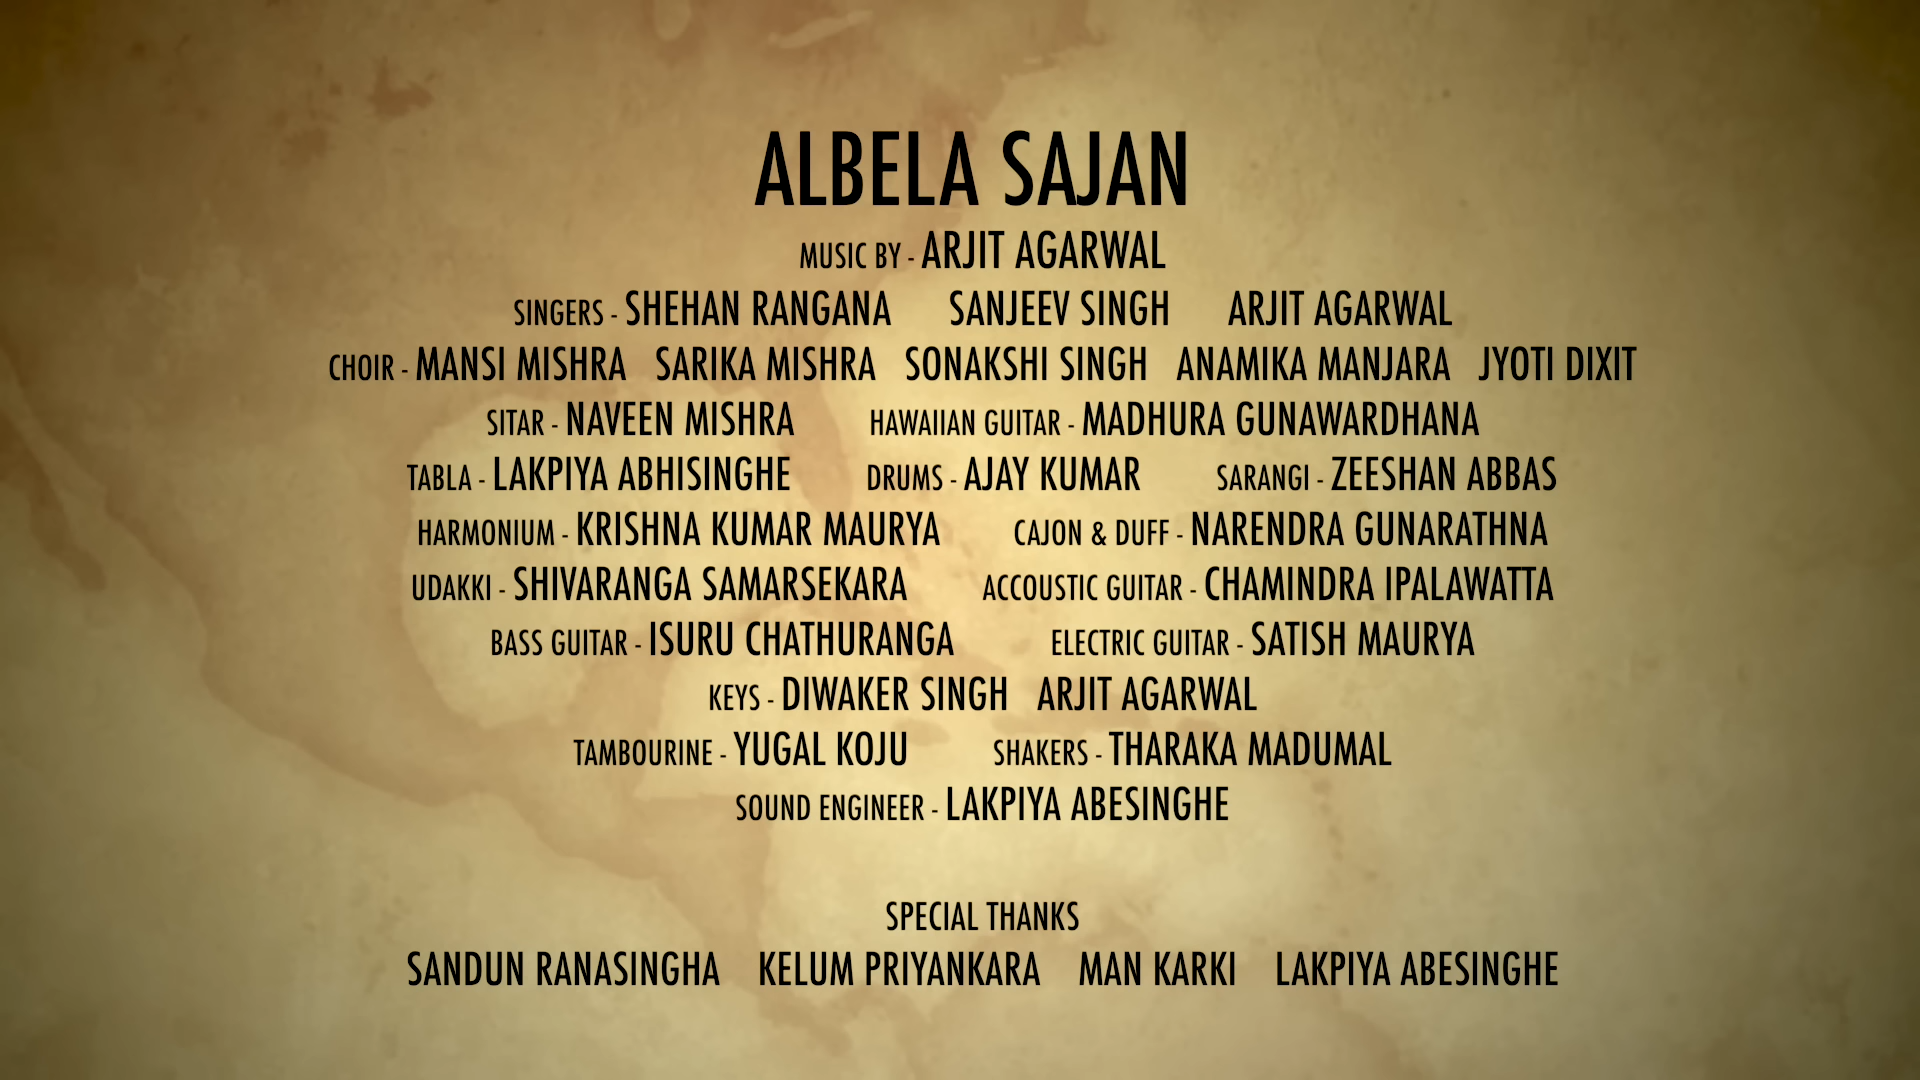 ALBELA SAJAN
MUSIC BY - ARJIT AGARWAL
SINGERS - SHEHAN RANGANA SANJEEV SINGH ARJIT AGARWAL
CHOIR - MANSI MISHRA SARIKA MISHRA SONAKSHI SINGH ANAMIKA MANJARA JYOTI DIXIT
SITAR - NAVEEN MISHRA HAWAIIAN GUITAR - MADHURA GUNAWARDHANA
TABLA - LAKPIYA ABHISINGHE DRUMS - AJAY KUMAR SARANGI - ZEESHAN ABBAS
HARMONIUM - KRISHNA KUMAR MAURYA CAJON & DUFF - NARENDRA GUNARATHNA
UDAKKI - SHIVARANGA SAMARSEKARA ACCOUSTIC GUITAR - CHAMINDRA IPALAWATTA
BASS GUITAR - ISURU CHATHURANGA ELECTRIC GUITAR - SATISH MAURYA
KEYS - DIWAKER SINGH ARJIT AGARWAL
TAMBOURINE - YUGAL KOJU SHAKERS - THARAKA MADUMAL
SOUND ENGINEER - LAKPIYA ABESINGHE
SPECIAL THANKS
SANDUN RANASINGHA KELUM PRIYANKARA MAN KARKI LAKPIYA ABESINGHE